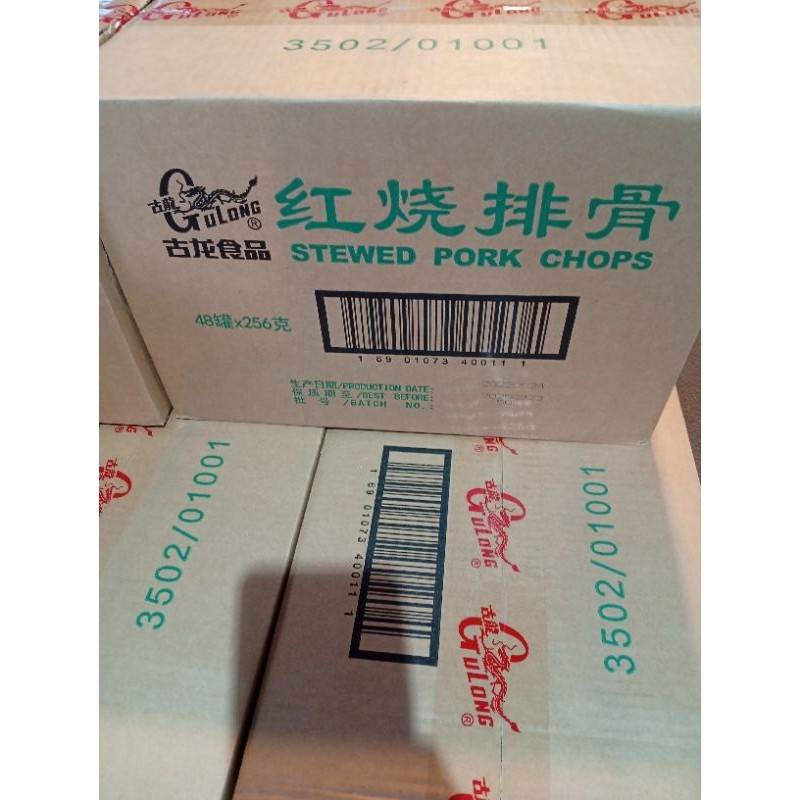 GULONG
GULONG
3502/01001
古龍 GULONG®
古龙食品
红烧排骨
STEWED PORK CHOPS
48罐x256克
1 69 01073 40011 1
生产日期/PRODUCTION DATE:
保质期至/BEST BEFORE:
批 号 /BATCH NO.:
3502/01001
1 69 01073 40011 1
古龍 GULONG®
古龍 GULONG®
3502/01001